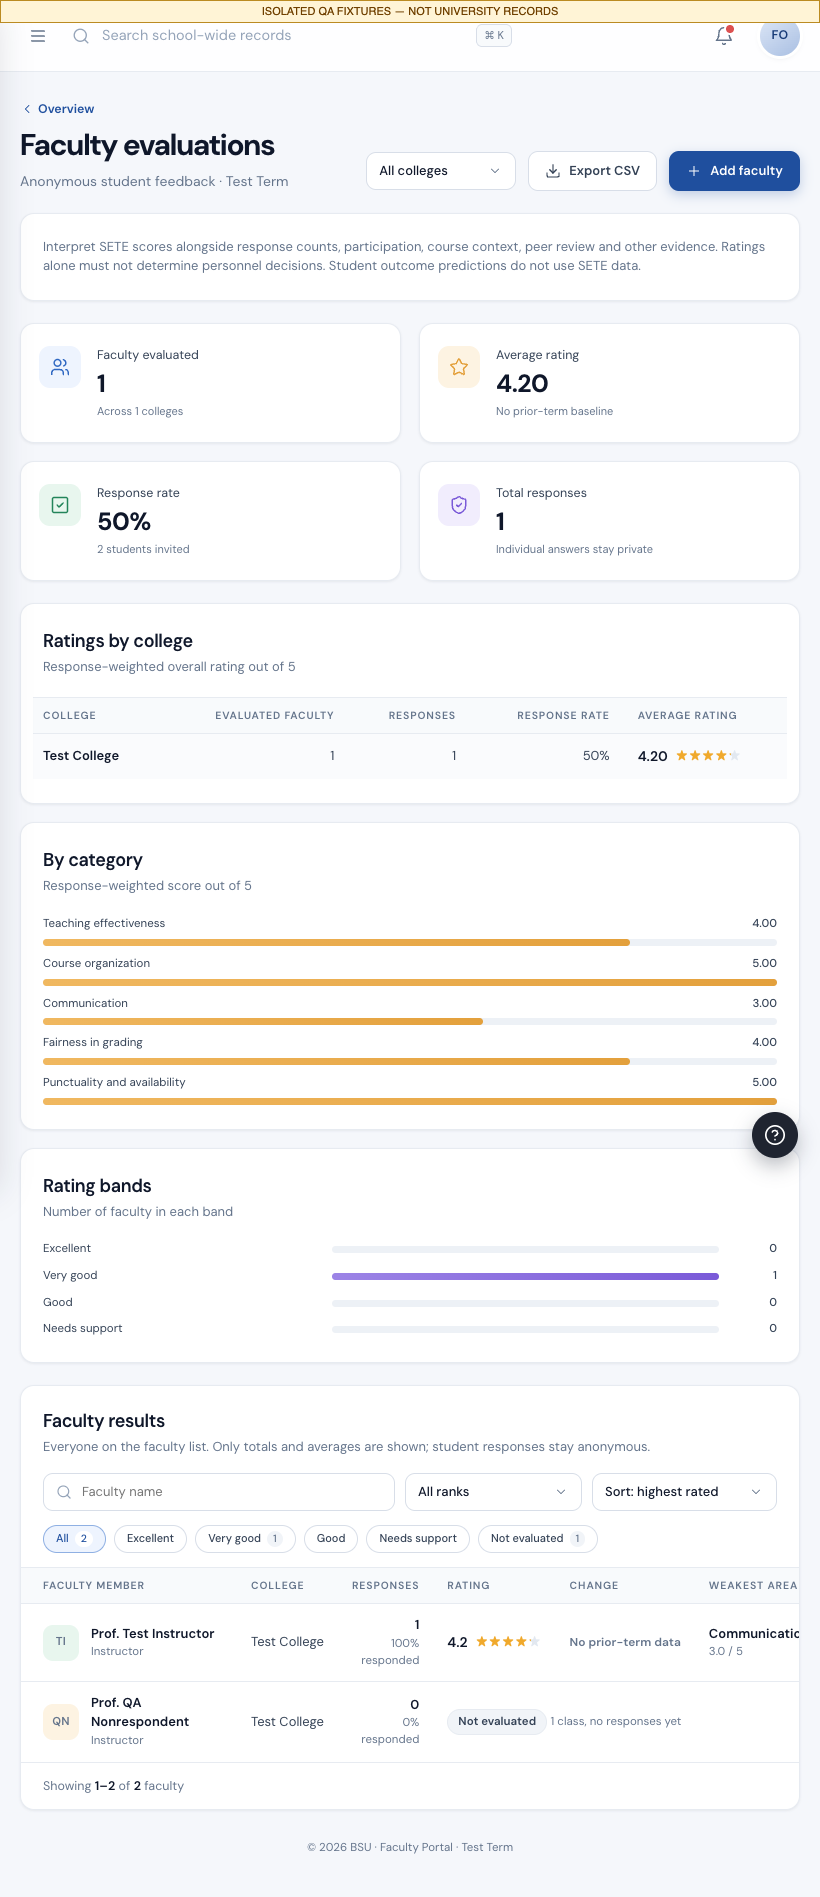 ISOLATED QA FIXTURES — NOT UNIVERSITY RECORDS
Search school-wide records
⌘ K
FO
Overview
Faculty evaluations
Anonymous student feedback · Test Term
All colleges
Export CSV
Add faculty
Interpret SETE scores alongside response counts, participation, course context, peer review and other evidence. Ratings
alone must not determine personnel decisions. Student outcome predictions do not use SETE data.
Faculty evaluated
1
Across 1 colleges
Average rating
4.20
No prior-term baseline
Response rate
50%
2 students invited
Total responses
1
Individual answers stay private
Ratings by college
Response-weighted overall rating out of 5
COLLEGE EVALUATED FACULTY RESPONSES RESPONSE RATE AVERAGE RATING
Test College 1 1 50% 4.20
By category
Response-weighted score out of 5
Teaching effectiveness 4.00
Course organization 5.00
Communication 3.00
Fairness in grading 4.00
Punctuality and availability 5.00
Rating bands
Number of faculty in each band
Excellent 0
Very good 1
Good 0
Needs support 0
Faculty results
Everyone on the faculty list. Only totals and averages are shown; student responses stay anonymous.
Faculty name
All ranks
Sort: highest rated
All 2 Excellent Very good 1 Good Needs support Not evaluated 1
FACULTY MEMBER COLLEGE RESPONSES RATING CHANGE WEAKEST AREA
TI
Prof. Test Instructor
Instructor
Test College
1
100%
responded
4.2
No prior-term data
Communicatio
3.0 / 5
QN
Prof. QA
Nonrespondent
Instructor
Test College
0
0%
responded
Not evaluated 1 class, no responses yet
Showing 1–2 of 2 faculty
© 2026 BSU · Faculty Portal · Test Term